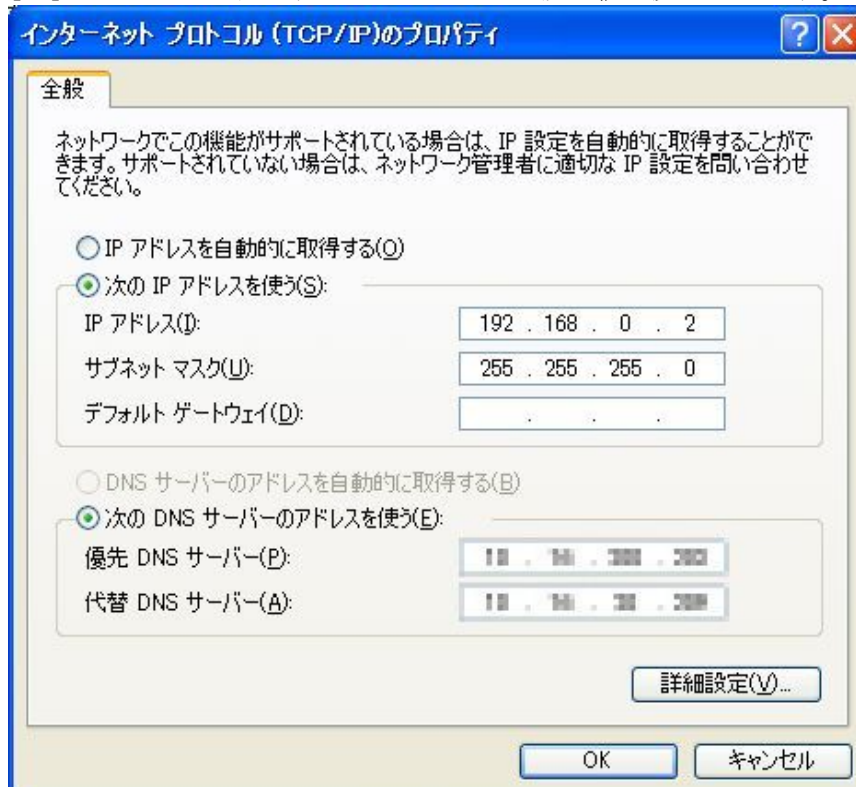 インターネット プロトコル (TCP/IP)のプロパティ
全般
ネットワークでこの機能がサポートされている場合は、IP 設定を自動的に取得することがで
きます。サポートされていない場合は、ネットワーク管理者に適切な IP 設定を問い合わせ
てください。
IP アドレスを自動的に取得する(O)
次の IP アドレスを使う(S):
IP アドレス(I): 192 . 168 . 0 . 2
サブネット マスク(U): 255 . 255 . 255 . 0
デフォルト ゲートウェイ(D): . . .
DNS サーバーのアドレスを自動的に取得する(B)
次の DNS サーバーのアドレスを使う(E):
優先 DNS サーバー(P):
代替 DNS サーバー(A):
詳細設定(V)...
OK キャンセル